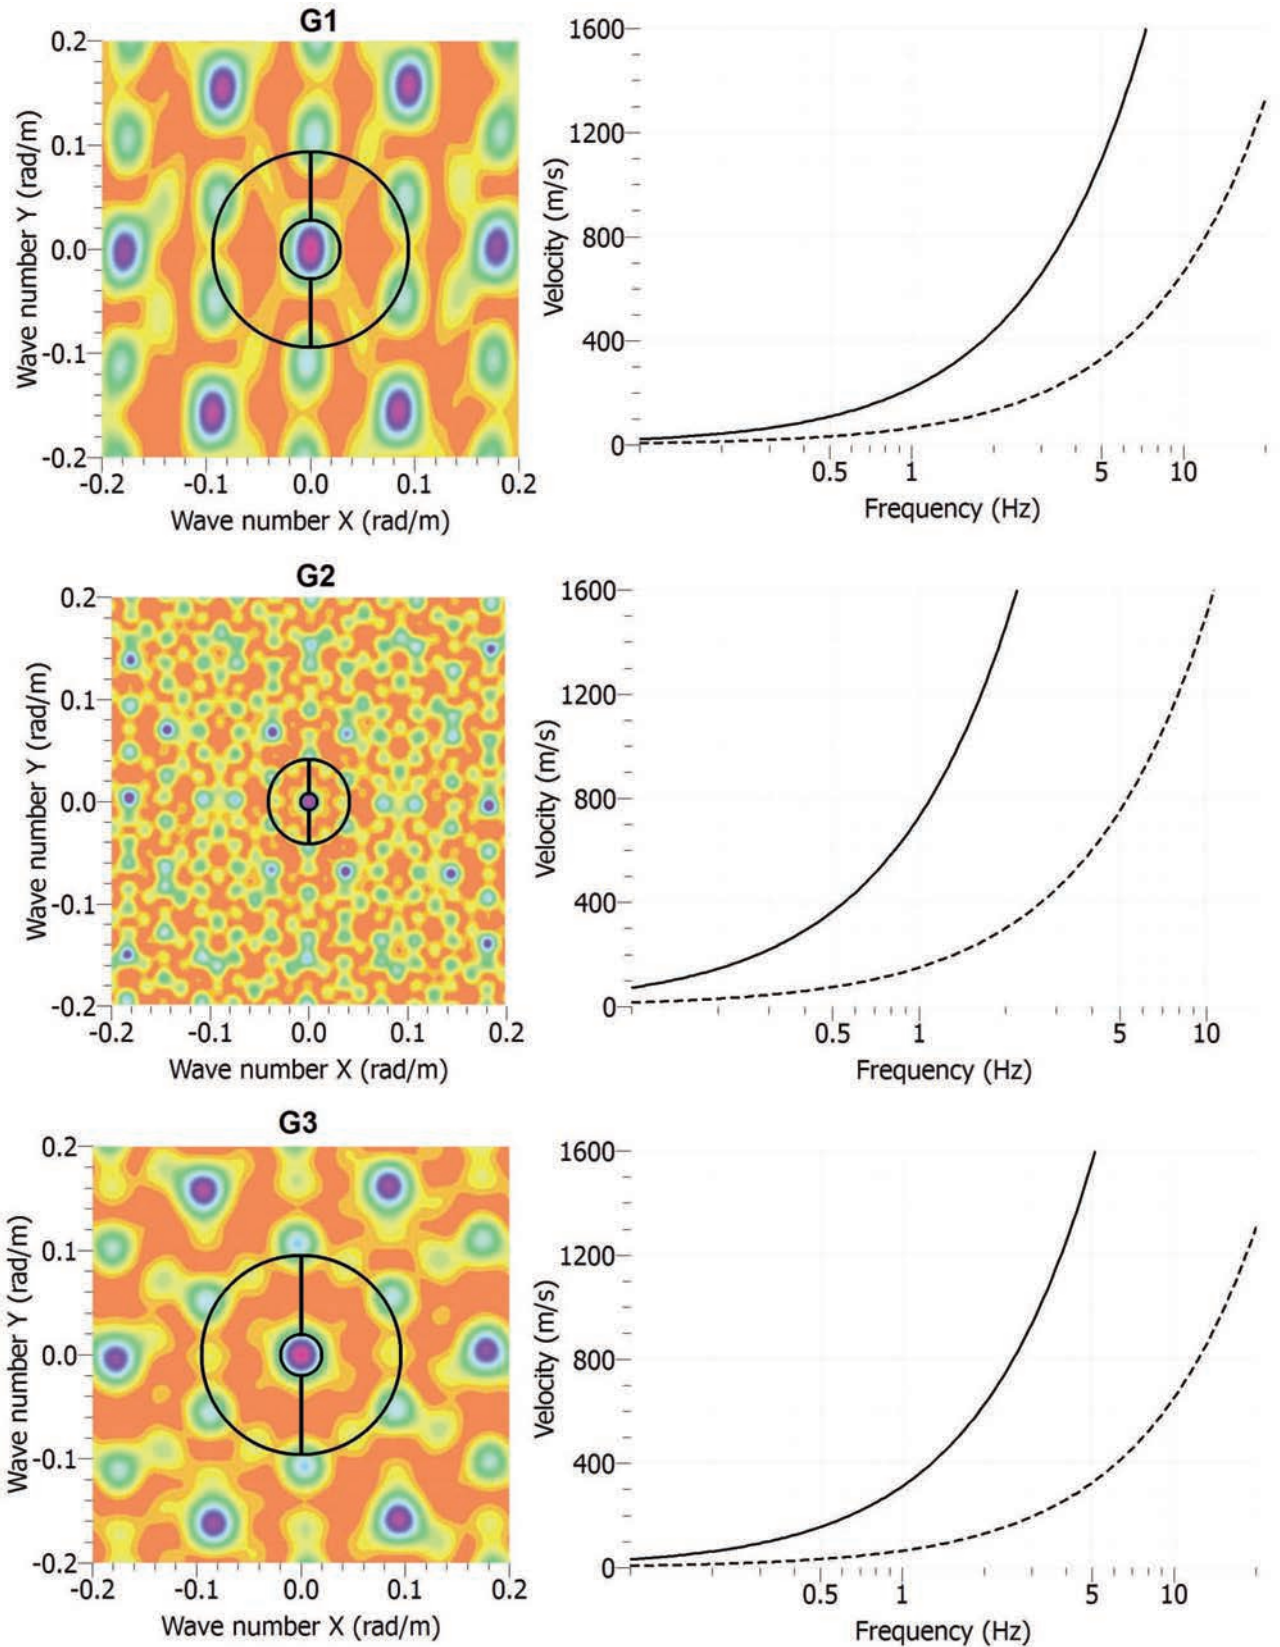 G1
0.2
0.1
0.0
-0.1
-0.2
Wave number Y (rad/m)
-0.2 -0.1 0.0 0.1 0.2
Wave number X (rad/m)
1600
1200
800
400
0
Velocity (m/s)
0.5 1 5 10
Frequency (Hz)
G2
0.2
0.1
0.0
-0.1
-0.2
Wave number Y (rad/m)
-0.2 -0.1 0.0 0.1 0.2
Wave number X (rad/m)
1600
1200
800
400
0
Velocity (m/s)
0.5 1 5 10
Frequency (Hz)
G3
0.2
0.1
0.0
-0.1
-0.2
Wave number Y (rad/m)
-0.2 -0.1 0.0 0.1 0.2
Wave number X (rad/m)
1600
1200
800
400
0
Velocity (m/s)
0.5 1 5 10
Frequency (Hz)